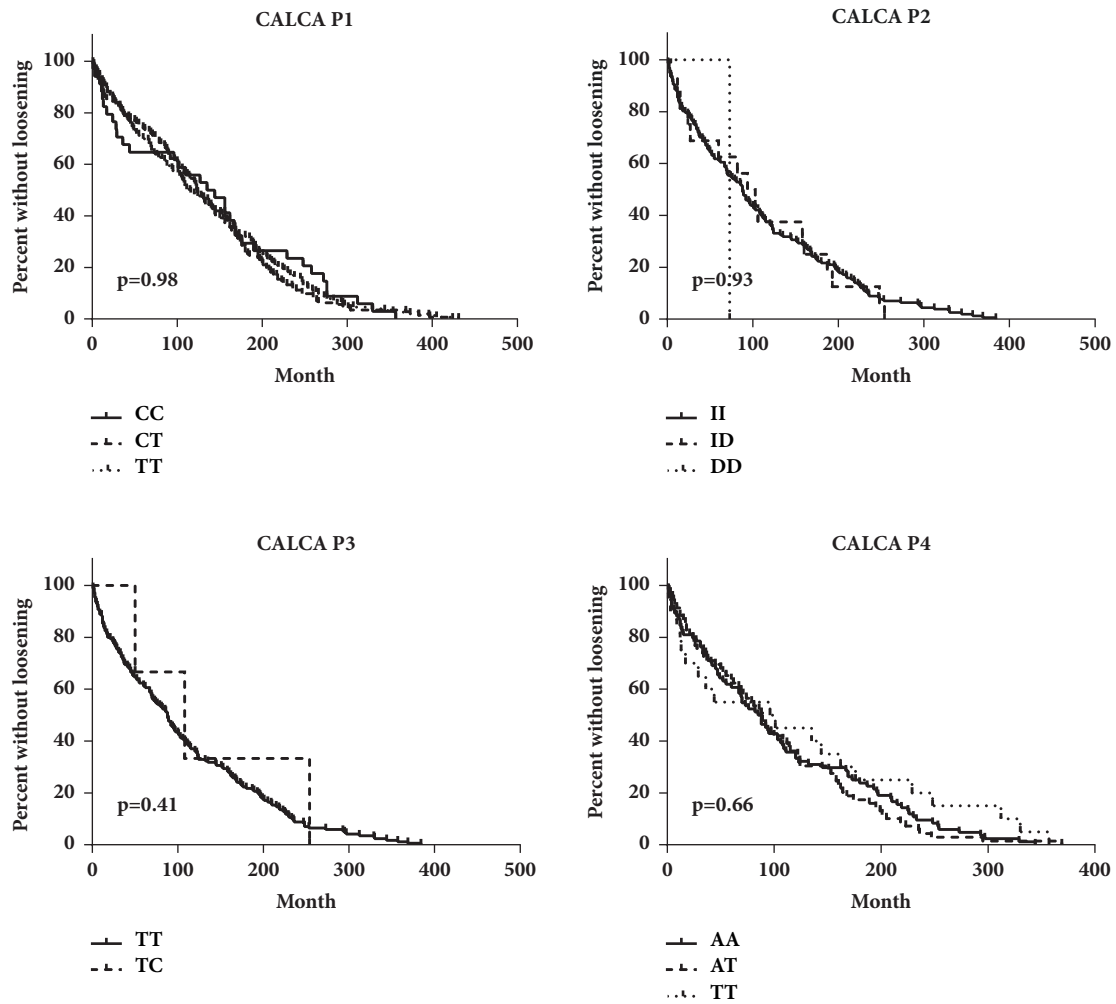 CALCA P1
Percent without loosening
100
80
60
40
20
0
p=0.98
0 100 200 300 400 500
Month
CC
CT
TT
CALCA P2
Percent without loosening
100
80
60
40
20
0
p=0.93
0 100 200 300 400 500
Month
II
ID
DD
CALCA P3
Percent without loosening
100
80
60
40
20
0
p=0.41
0 100 200 300 400 500
Month
TT
TC
CALCA P4
Percent without loosening
100
80
60
40
20
0
p=0.66
0 100 200 300 400
Month
AA
AT
TT